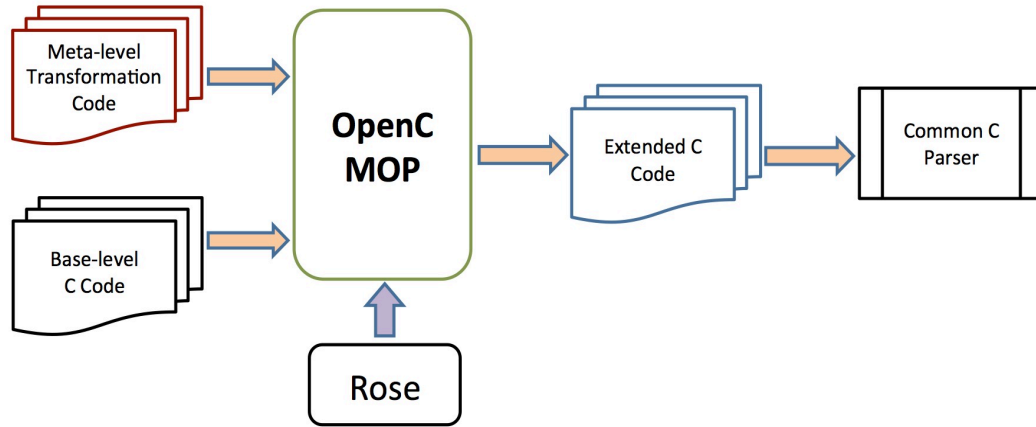 Meta-level
Transformation
Code
OpenC
MOP
Extended C
Code
Common C
Parser
Base-level
C Code
Rose